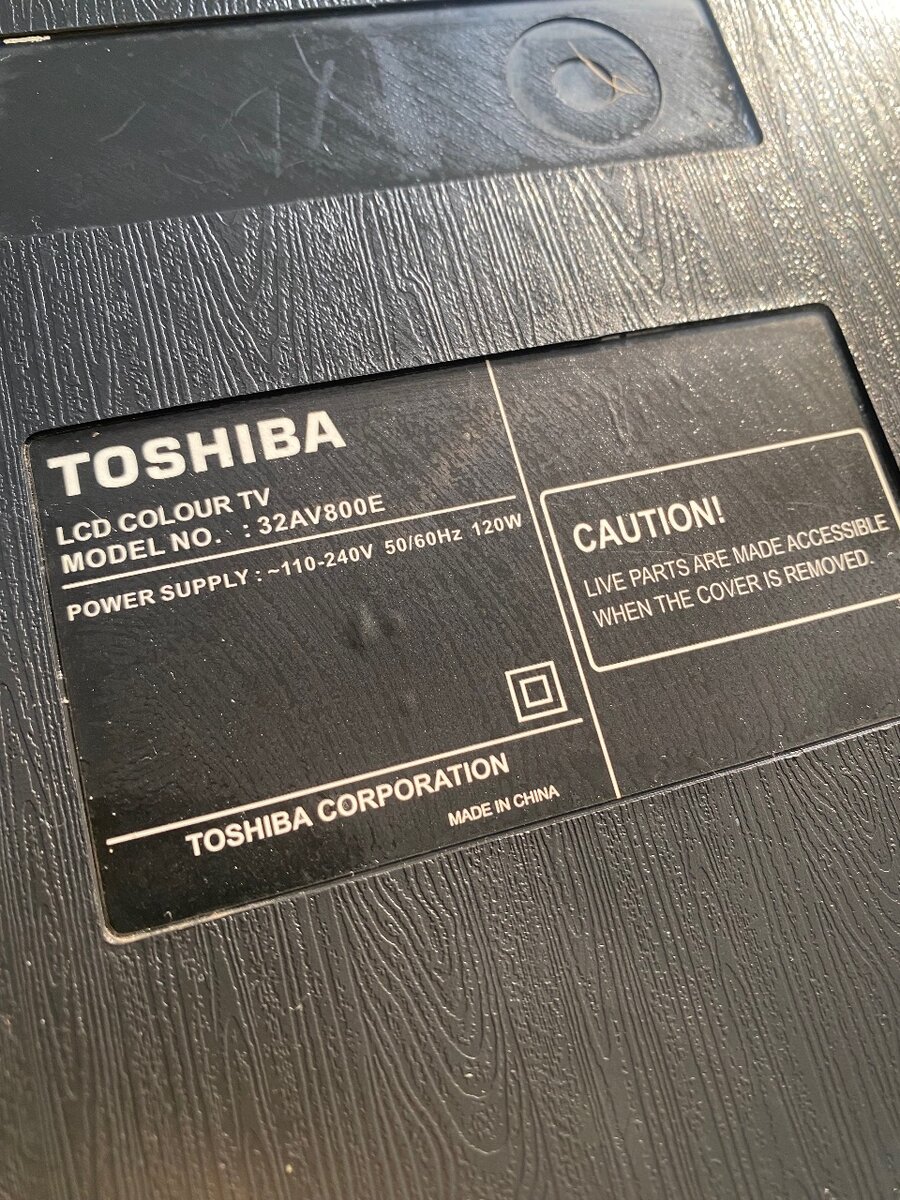 TOSHIBA
LCD COLOUR TV
MODEL NO. : 32AV800E
POWER SUPPLY : ~110-240V 50/60Hz 120W
TOSHIBA CORPORATION
MADE IN CHINA
CAUTION!
LIVE PARTS ARE MADE ACCESSIBLE
WHEN THE COVER IS REMOVED.